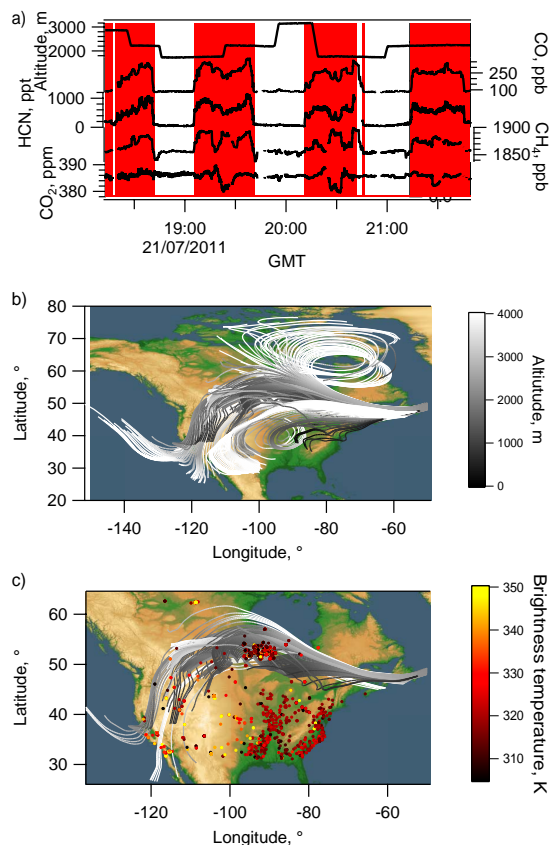 a)
Altitude, m
3000
2000
HCN, ppt
1000
0
CO2, ppm
390
380
CO, ppb
250
100
CH4, ppb
1900
1850
19:00
20:00
21:00
21/07/2011
GMT
b)
Latitude, °
80
70
60
50
40
30
20
-140
-120
-100
-80
-60
Longitude, °
4000
3000
2000
1000
0
Altiutude, m
c)
Latitude, °
60
50
40
30
-120
-100
-80
-60
Longitude, °
350
340
330
320
310
Brightness temperature, K